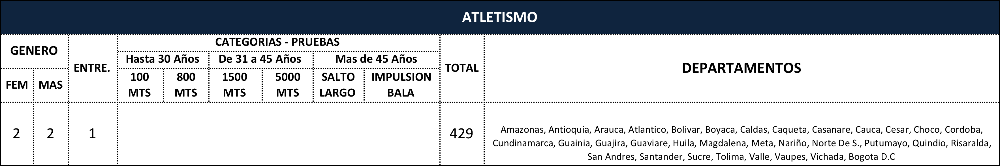 ATLETISMO
GENERO
ENTRE.
CATEGORIAS - PRUEBAS
TOTAL
DEPARTAMENTOS
Hasta 30 Años
De 31 a 45 Años
Mas de 45 Años
FEM
MAS
100
MTS
800
MTS
1500
MTS
5000
MTS
SALTO
LARGO
IMPULSION
BALA
2
2
1
429
Amazonas, Antioquia, Arauca, Atlantico, Bolivar, Boyaca, Caldas, Caqueta, Casanare, Cauca, Cesar, Choco, Cordoba,
Cundinamarca, Guainia, Guajira, Guaviare, Huila, Magdalena, Meta, Nariño, Norte De S., Putumayo, Quindio, Risaralda,
San Andres, Santander, Sucre, Tolima, Valle, Vaupes, Vichada, Bogota D.C